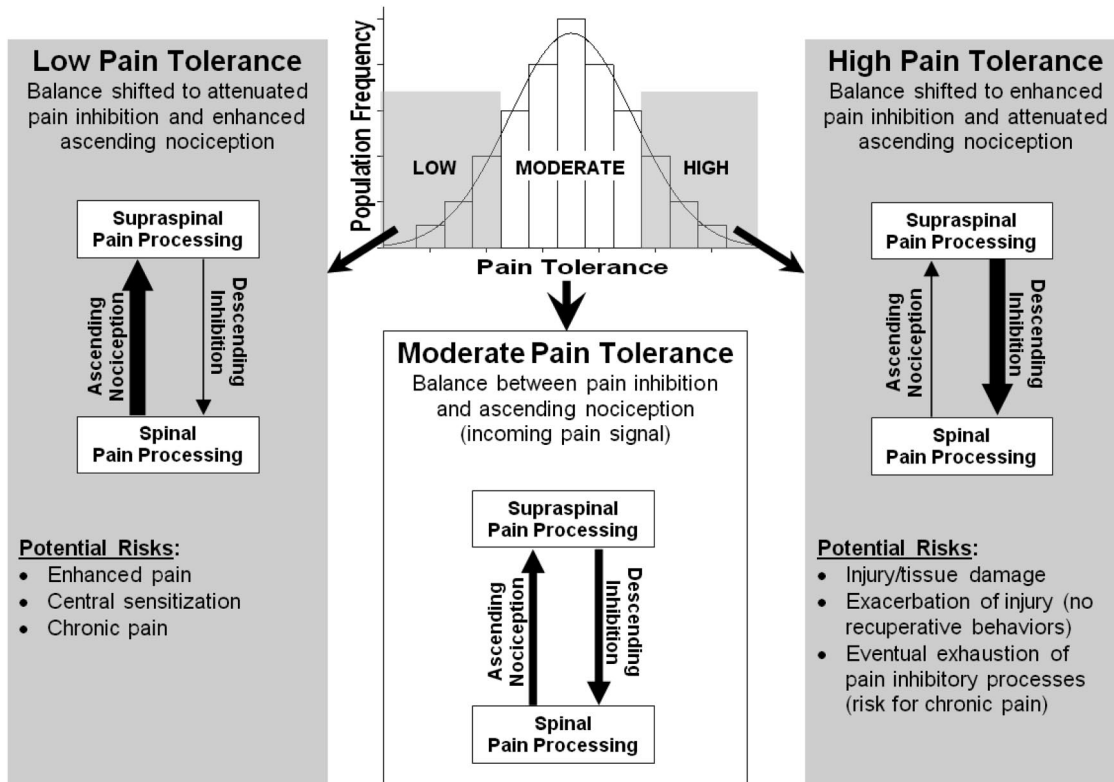 Low Pain Tolerance
Balance shifted to attenuated
pain inhibition and enhanced
ascending nociception
Supraspinal
Pain Processing
Ascending
Nociception
Descending
Inhibition
Spinal
Pain Processing
Potential Risks:
• Enhanced pain
• Central sensitization
• Chronic pain
Population Frequency
LOW
MODERATE
HIGH
Pain Tolerance
Moderate Pain Tolerance
Balance between pain inhibition
and ascending nociception
(incoming pain signal)
Supraspinal
Pain Processing
Ascending
Nociception
Descending
Inhibition
Spinal
Pain Processing
High Pain Tolerance
Balance shifted to enhanced
pain inhibition and attenuated
ascending nociception
Supraspinal
Pain Processing
Ascending
Nociception
Descending
Inhibition
Spinal
Pain Processing
Potential Risks:
• Injury/tissue damage
• Exacerbation of injury (no
recuperative behaviors)
• Eventual exhaustion of
pain inhibitory processes
(risk for chronic pain)